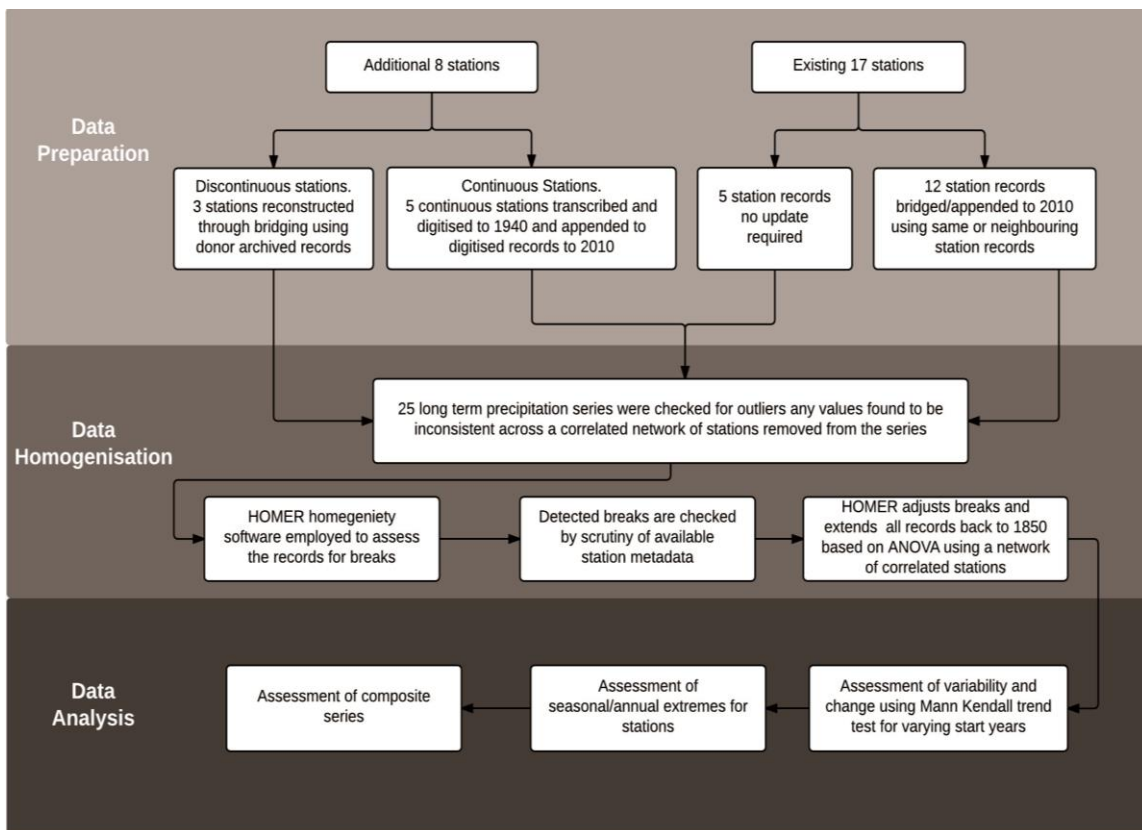 Data
Preparation
Additional 8 stations
Existing 17 stations
Discontinuous stations.
3 stations reconstructed
through bridging using
donor archived records
Continuous Stations.
5 continuous stations transcribed and
digitised to 1940 and appended to
digitised records to 2010
5 station records
no update
required
12 station records
bridged/appended to 2010
using same or neighbouring
station records
Data
Homogenisation
25 long term precipitation series were checked for outliers any values found to be
inconsistent across a correlated network of stations removed from the series
HOMER homegeniety
software employed to assess
the records for breaks
Detected breaks are checked
by scrutiny of available
station metadata
HOMER adjusts breaks and
extends all records back to 1850
based on ANOVA using a network
of correlated stations
Data
Analysis
Assessment of composite
series
Assessment of
seasonal/annual extremes for
stations
Assessment of variability and
change using Mann Kendall trend
test for varying start years